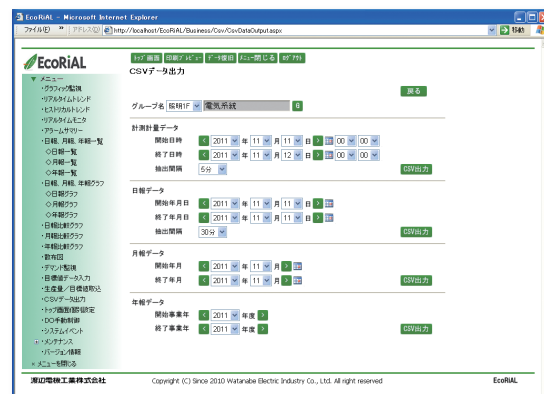 EcoRiAL - Microsoft Internet Explorer
ファイル(F) アドレス(D) http://localhost/EcoRiAL/Business/Csv/CsvDataOutput.aspx 移動
EcoRiAL
トップ画面 印刷プレビュー データ復旧 メニュー閉じる ログアウト
CSVデータ出力
戻る
▼ メニュー
・グラフィック監視
・リアルタイムトレンド
・ヒストリカルトレンド
・リアルタイムモニタ
・アラームサマリー
・日報、月報、年報一覧
◇日報一覧
◇月報一覧
◇年報一覧
・日報、月報、年報グラフ
◇日報グラフ
◇月報グラフ
◇年報グラフ
・日報比較グラフ
・月報比較グラフ
・年報比較グラフ
・散布図
・デマンド監視
・目標値データ入力
・生産量／目標値取込
・CSVデータ出力
・トップ画面個別設定
・DO手動制御
・システムイベント
・メンテナンス
・バージョン情報
× メニューを閉じる
グループ名 照明1F 電気系統 G
計測計量データ
開始日時 < 2011 年 11 月 11 日 > 00 00
終了日時 < 2011 年 11 月 12 日 > 00 00
抽出間隔 5分 CSV出力
日報データ
開始年月日 < 2011 年 11 月 11 日 >
終了年月日 < 2011 年 11 月 11 日 >
抽出間隔 30分 CSV出力
月報データ
開始年月 < 2011 年 11 月 >
終了年月 < 2011 年 11 月 > CSV出力
年報データ
開始事業年 < 2011 年度 >
終了事業年 < 2011 年度 > CSV出力
渡辺電機工業株式会社 Copyright (C) Since 2010 Watanabe Electric Industry Co., Ltd. All right reserved EcoRiAL